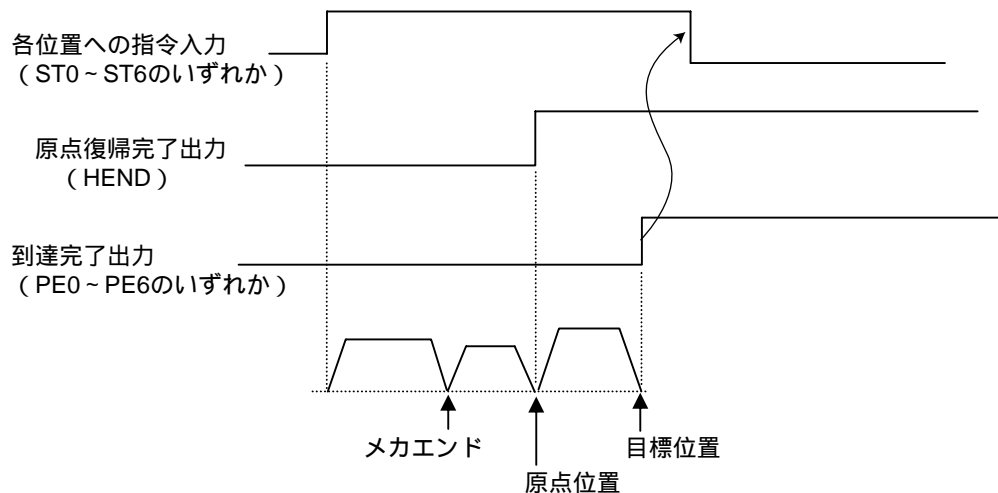 各位置への指令入力
（ST0~ST6のいずれか）
原点復帰完了出力
（HEND）
到達完了出力
（PE0~PE6のいずれか）
メカエンド
目標位置
原点位置